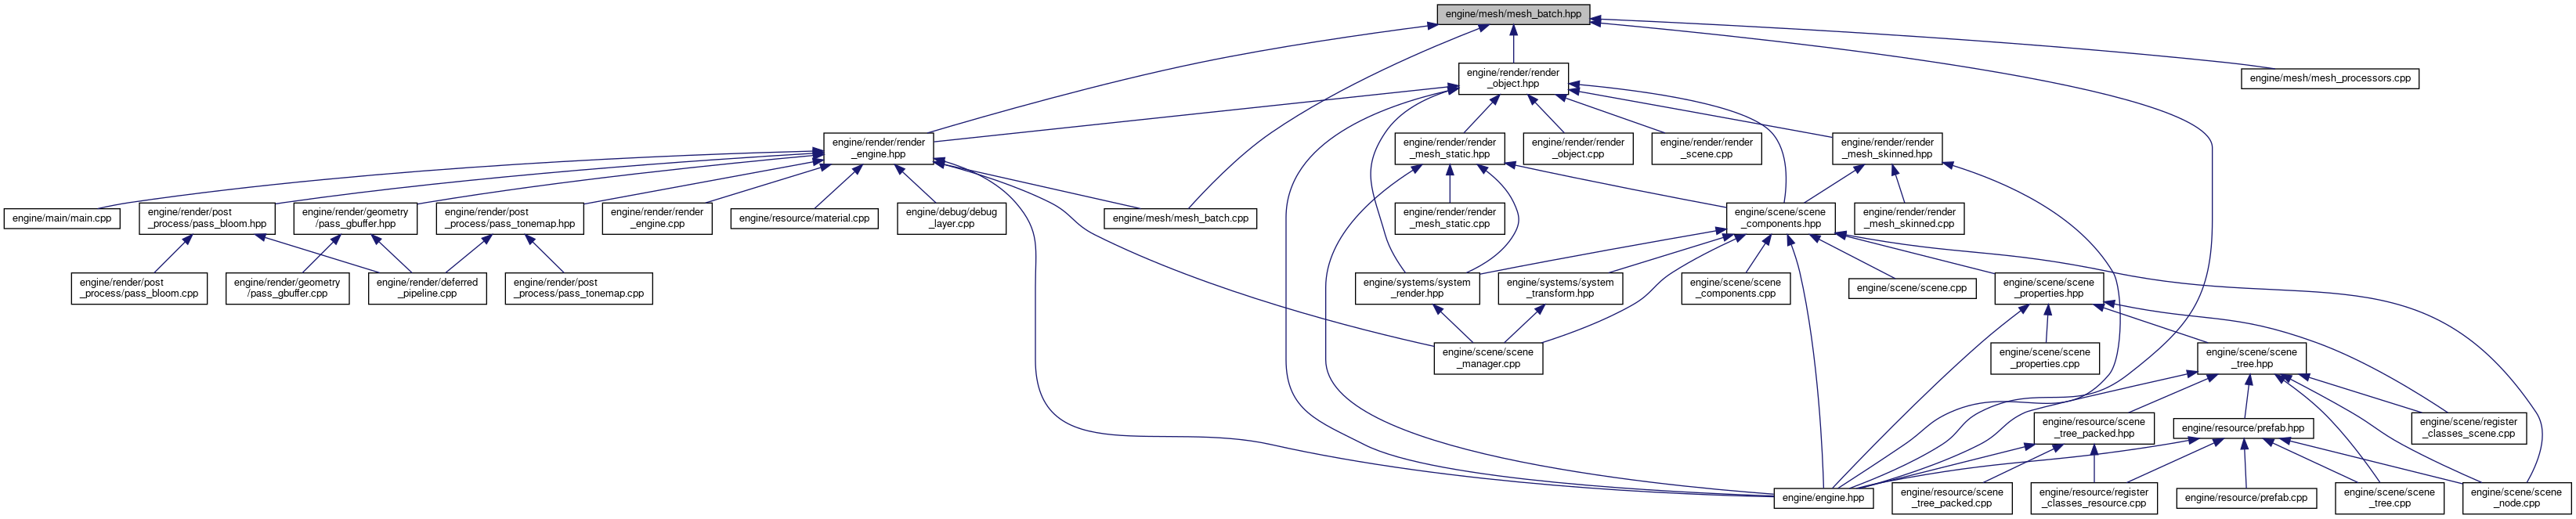 engine/mesh/mesh_batch.hpp
engine/render/render
_object.hpp
engine/mesh/mesh_processors.cpp
engine/render/render
_engine.hpp
engine/render/render
_mesh_static.hpp
engine/render/render
_object.cpp
engine/render/render
_scene.cpp
engine/render/render
_mesh_skinned.hpp
engine/main/main.cpp
engine/render/post
_process/pass_bloom.hpp
engine/render/geometry
/pass_gbuffer.hpp
engine/render/post
_process/pass_tonemap.hpp
engine/render/render
_engine.cpp
engine/resource/material.cpp
engine/debug/debug
_layer.cpp
engine/mesh/mesh_batch.cpp
engine/render/render
_mesh_static.cpp
engine/scene/scene
_components.hpp
engine/render/render
_mesh_skinned.cpp
engine/render/post
_process/pass_bloom.cpp
engine/render/geometry
/pass_gbuffer.cpp
engine/render/deferred
_pipeline.cpp
engine/render/post
_process/pass_tonemap.cpp
engine/systems/system
_render.hpp
engine/systems/system
_transform.hpp
engine/scene/scene
_components.cpp
engine/scene/scene.cpp
engine/scene/scene
_properties.hpp
engine/scene/scene
_manager.cpp
engine/scene/scene
_properties.cpp
engine/scene/scene
_tree.hpp
engine/resource/scene
_tree_packed.hpp
engine/resource/prefab.hpp
engine/scene/register
_classes_scene.cpp
engine/engine.hpp
engine/resource/scene
_tree_packed.cpp
engine/resource/register
_classes_resource.cpp
engine/resource/prefab.cpp
engine/scene/scene
_tree.cpp
engine/scene/scene
_node.cpp